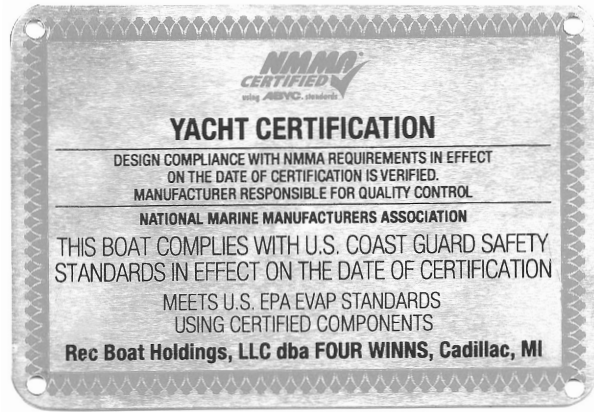 NMMA®
CERTIFIED
using ABYC. standards
YACHT CERTIFICATION
DESIGN COMPLIANCE WITH NMMA REQUIREMENTS IN EFFECT
ON THE DATE OF CERTIFICATION IS VERIFIED.
MANUFACTURER RESPONSIBLE FOR QUALITY CONTROL
NATIONAL MARINE MANUFACTURERS ASSOCIATION
THIS BOAT COMPLIES WITH U.S. COAST GUARD SAFETY
STANDARDS IN EFFECT ON THE DATE OF CERTIFICATION
MEETS U.S. EPA EVAP STANDARDS
USING CERTIFIED COMPONENTS
Rec Boat Holdings, LLC dba FOUR WINNS, Cadillac, MI